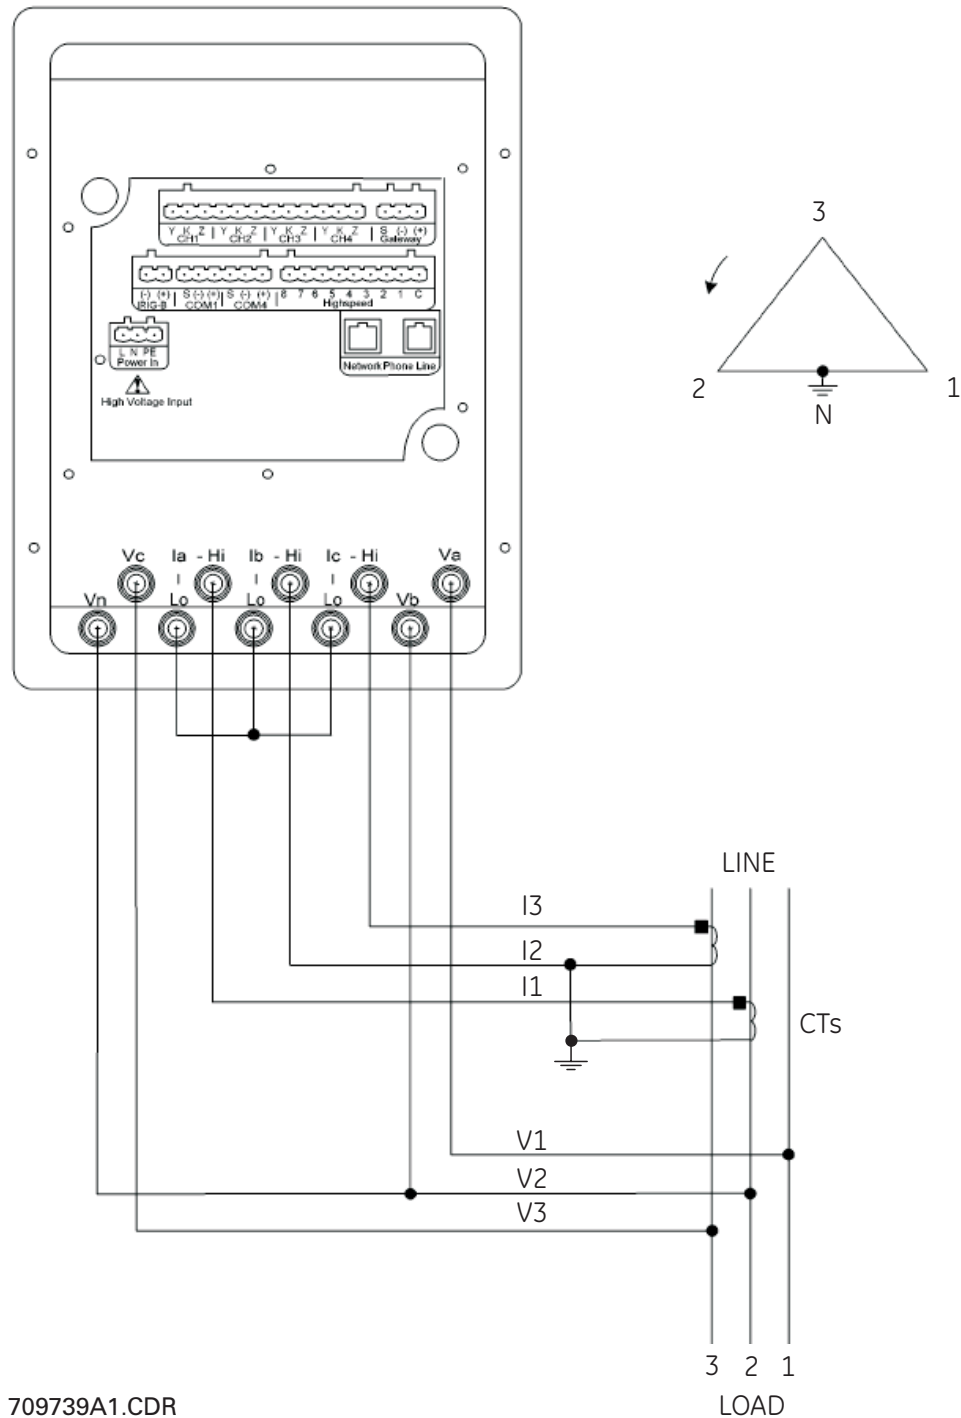 Y K Z | Y K Z | Y K Z | Y K Z | S (-) (+)
CH1 CH2 CH3 CH4 Gateway
(-) (+) | S (-) (+) | S (-) (+) | 8 7 6 5 4 3 2 1 C
IRIG-B COM1 COM4 Highspeed
L N PE
Power In
Network Phone Line
High Voltage Input
3
2
1
N
Vc Ia - Hi Ib - Hi Ic - Hi Va
Vn Lo Lo Lo Vb
LINE
I3
I2
I1
CTs
V1
V2
V3
3 2 1
LOAD
709739A1.CDR